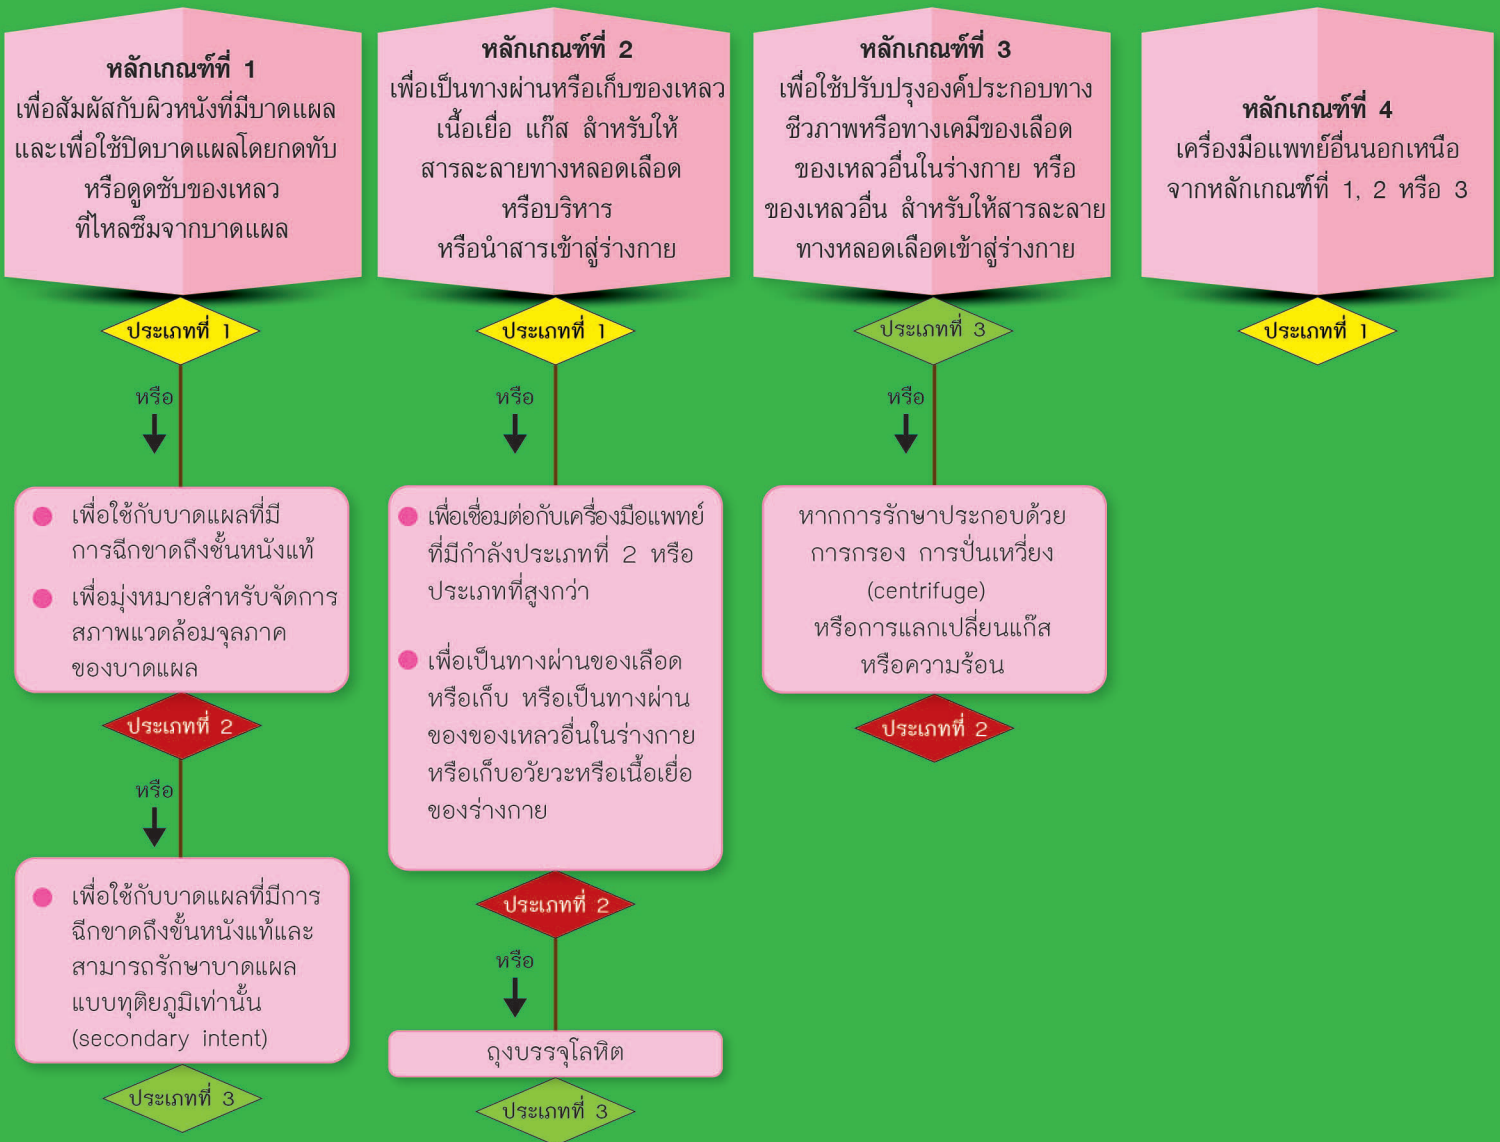 หลักเกณฑ์ที่ 1
เพื่อสัมผัสกับผิวหนังที่มีบาดแผล
และเพื่อใช้ปิดบาดแผลโดยกดทับ
หรือดูดซับของเหลว
ที่ไหลซึมจากบาดแผล
ประเภทที่ 1
หรือ
เพื่อใช้กับบาดแผลที่มี
การฉีกขาดถึงชั้นหนังแท้
เพื่อมุ่งหมายสำหรับจัดการ
สภาพแวดล้อมจุลภาค
ของบาดแผล
ประเภทที่ 2
หรือ
เพื่อใช้กับบาดแผลที่มีการ
ฉีกขาดถึงชั้นหนังแท้และ
สามารถรักษาบาดแผล
แบบทุติยภูมิเท่านั้น
(secondary intent)
ประเภทที่ 3
หลักเกณฑ์ที่ 2
เพื่อเป็นทางผ่านหรือเก็บของเหลว
เนื้อเยื่อ แก๊ส สำหรับให้
สารละลายทางหลอดเลือด
หรือบริหาร
หรือนำสารเข้าสู่ร่างกาย
ประเภทที่ 1
หรือ
เพื่อเชื่อมต่อกับเครื่องมือแพทย์
ที่มีกำลังประเภทที่ 2 หรือ
ประเภทที่สูงกว่า
เพื่อเป็นทางผ่านของเลือด
หรือเก็บ หรือเป็นทางผ่าน
ของของเหลวอื่นในร่างกาย
หรือเก็บอวัยวะหรือเนื้อเยื่อ
ของร่างกาย
ประเภทที่ 2
หรือ
ถุงบรรจุโลหิต
ประเภทที่ 3
หลักเกณฑ์ที่ 3
เพื่อใช้ปรับปรุงองค์ประกอบทาง
ชีวภาพหรือทางเคมีของเลือด
ของเหลวอื่นในร่างกาย หรือ
ของเหลวอื่น สำหรับให้สารละลาย
ทางหลอดเลือดเข้าสู่ร่างกาย
ประเภทที่ 3
หรือ
หากการรักษาประกอบด้วย
การกรอง การปั่นเหวี่ยง
(centrifuge)
หรือการแลกเปลี่ยนแก๊ส
หรือความร้อน
ประเภทที่ 2
หลักเกณฑ์ที่ 4
เครื่องมือแพทย์อื่นนอกเหนือ
จากหลักเกณฑ์ที่ 1, 2 หรือ 3
ประเภทที่ 1